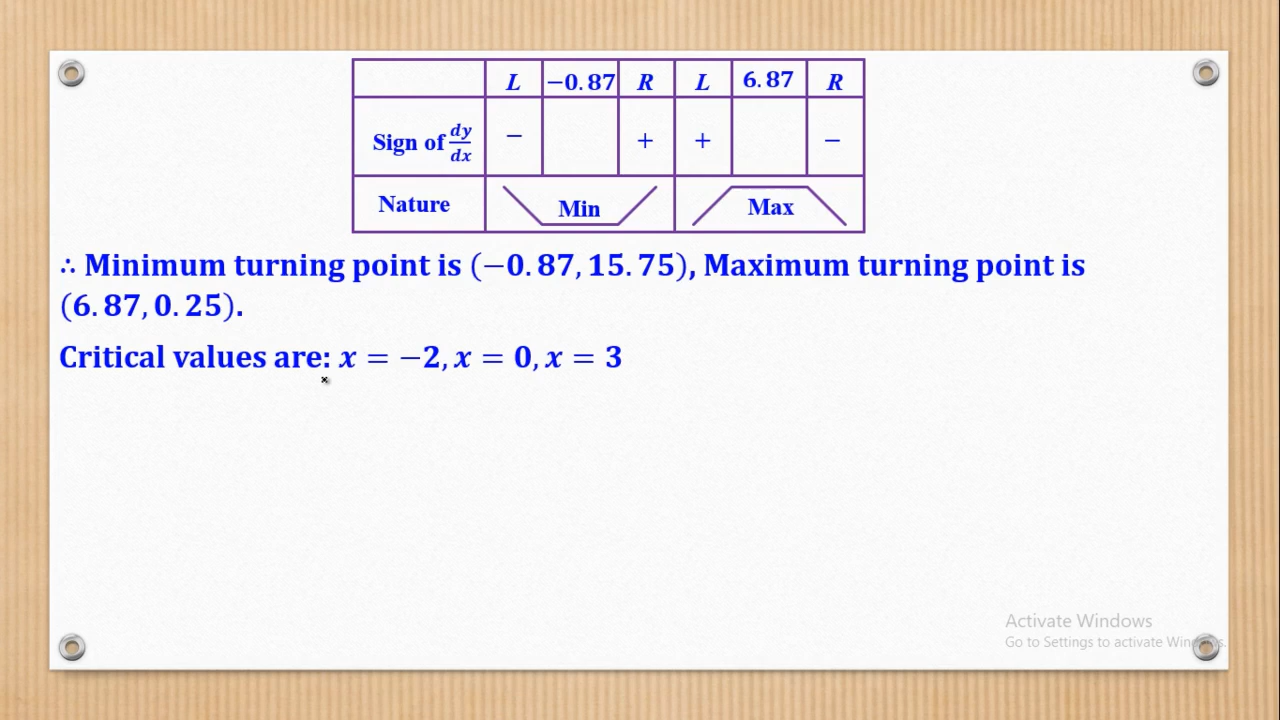 L −0.87 R L 6.87 R
Sign of dy/dx − + + −
Nature Min Max
∴ Minimum turning point is (−0.87, 15.75), Maximum turning point is
(6.87, 0.25).
Critical values are: x = −2, x = 0, x = 3
Activate Windows
Go to Settings to activate Windows.